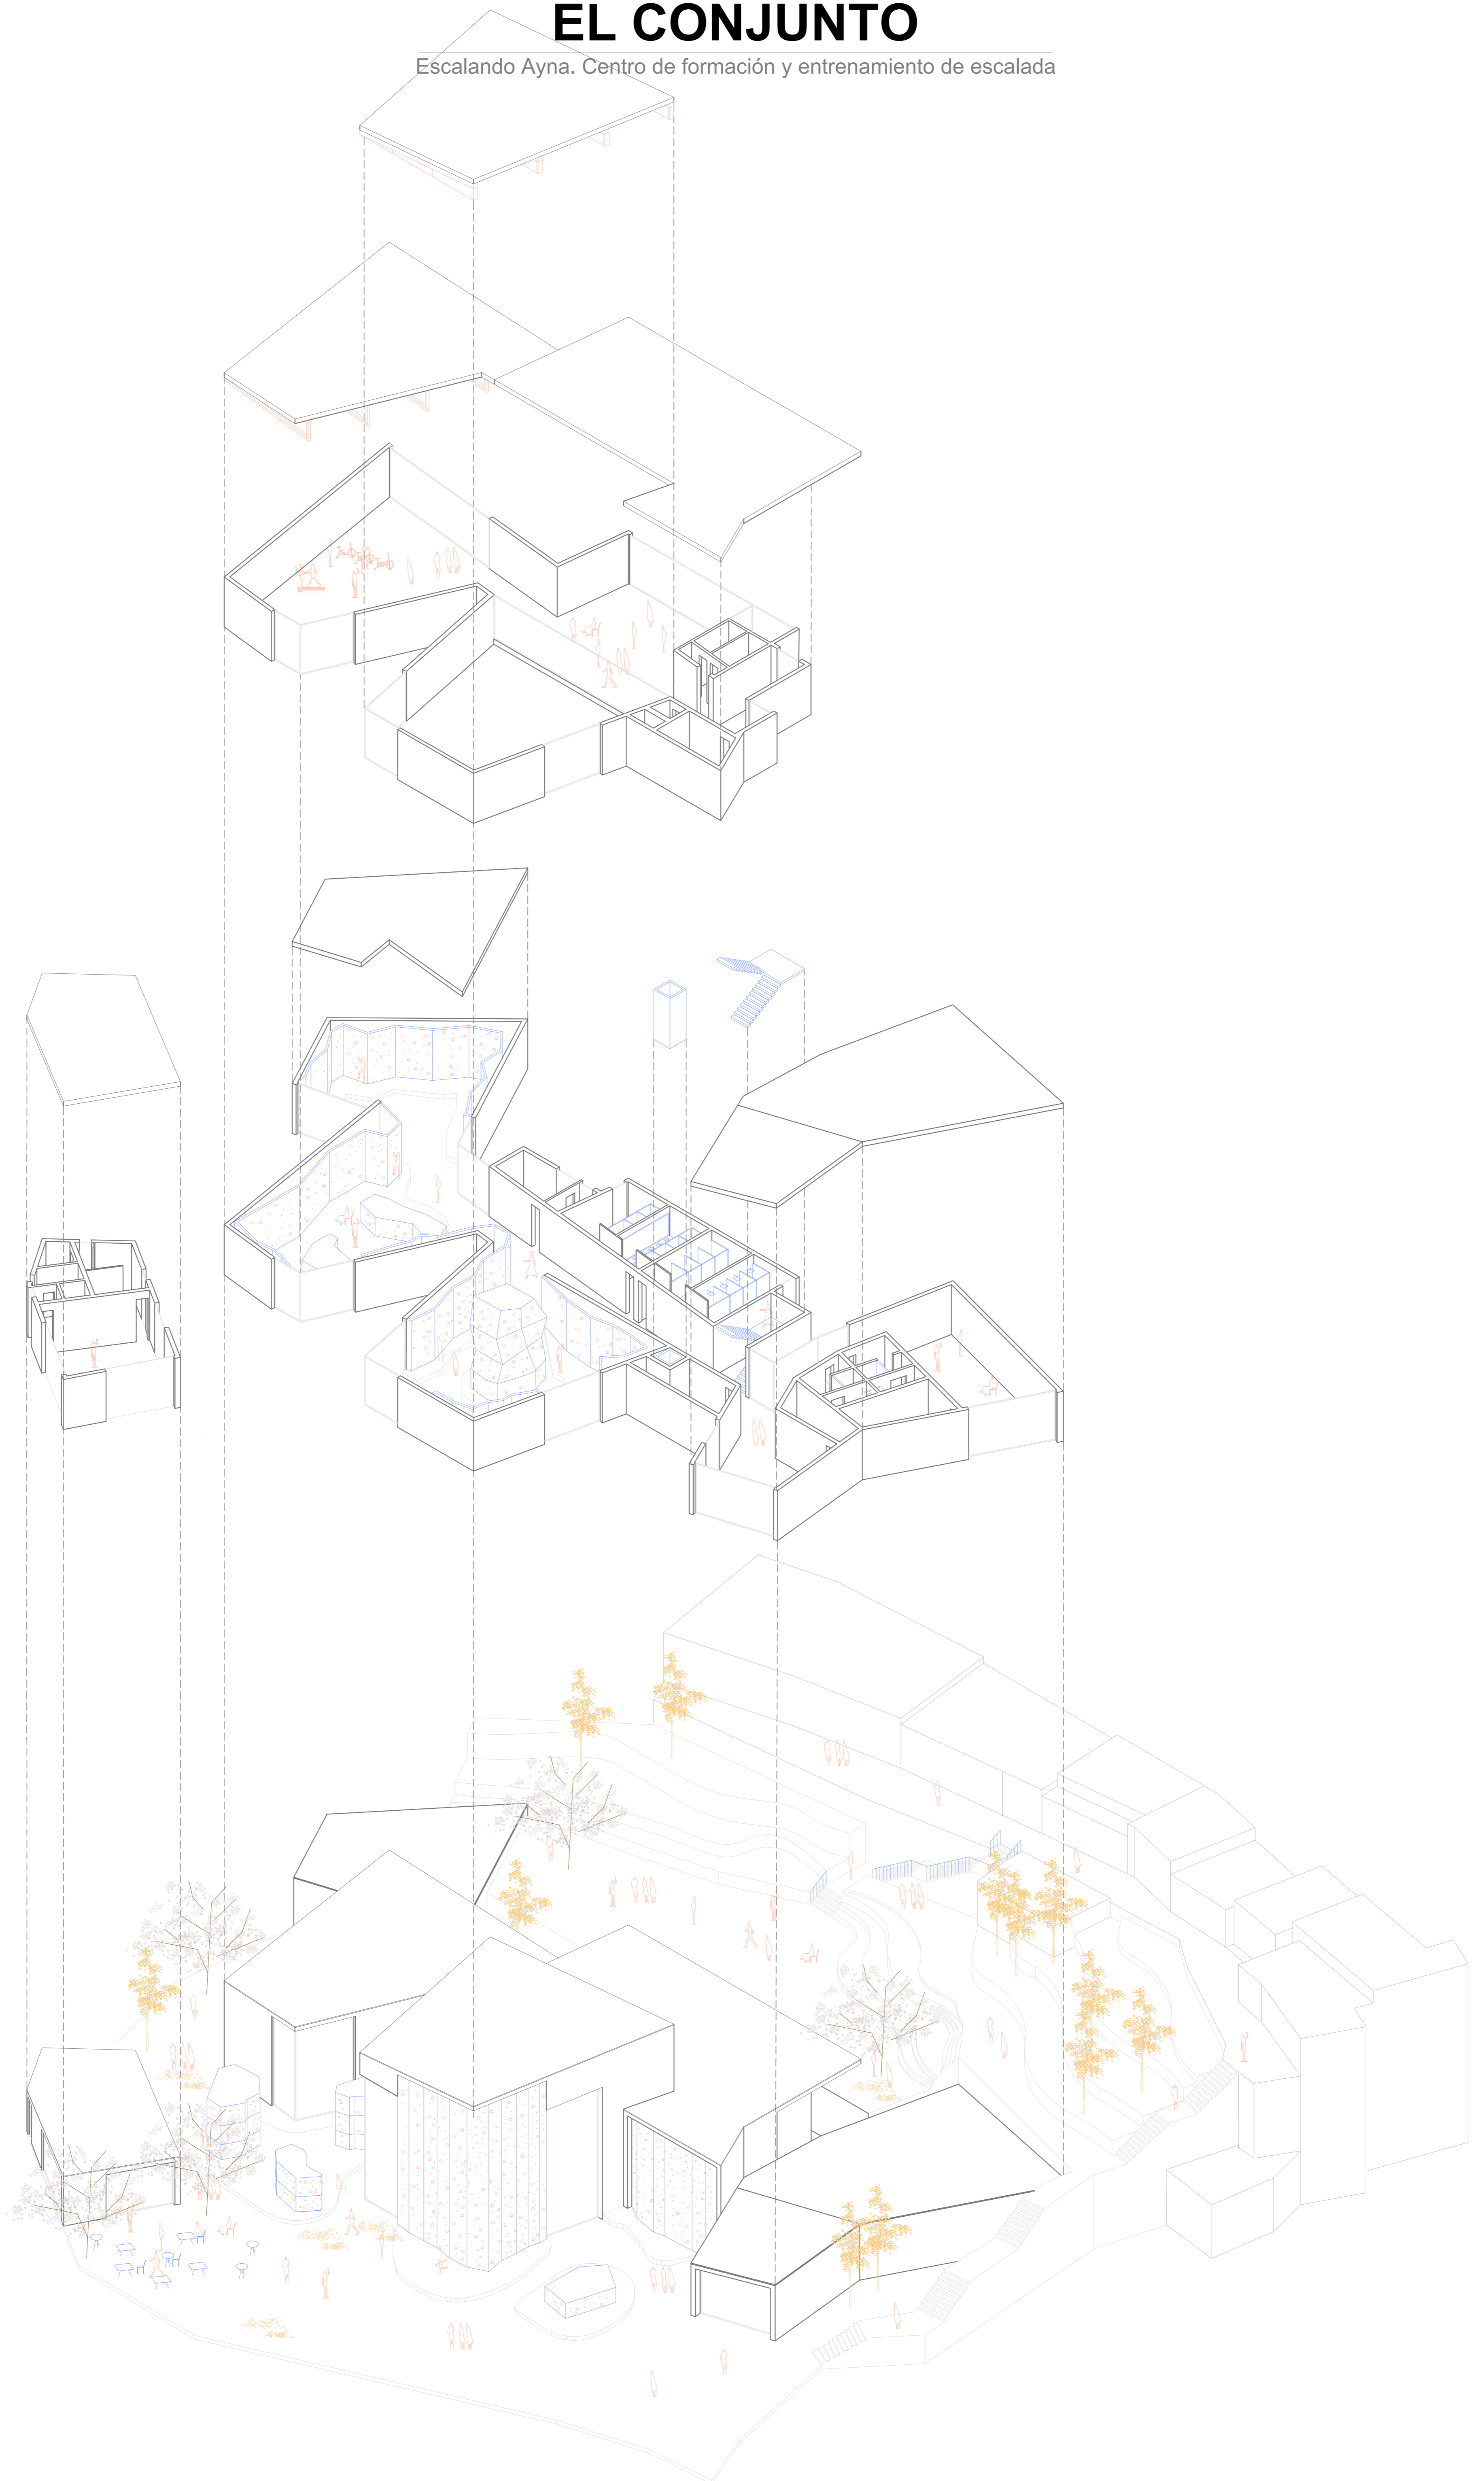 EL CONJUNTO
Escalando Ayna. Centro de formación y entrenamiento de escalada